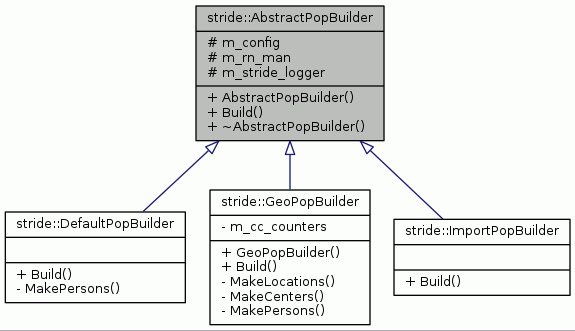 stride::AbstractPopBuilder
# m_config
# m_rn_man
# m_stride_logger
+ AbstractPopBuilder()
+ Build()
+ ~AbstractPopBuilder()
stride::DefaultPopBuilder
+ Build()
- MakePersons()
stride::GeoPopBuilder
- m_cc_counters
+ GeoPopBuilder()
+ Build()
- MakeLocations()
- MakeCenters()
- MakePersons()
stride::ImportPopBuilder
+ Build()